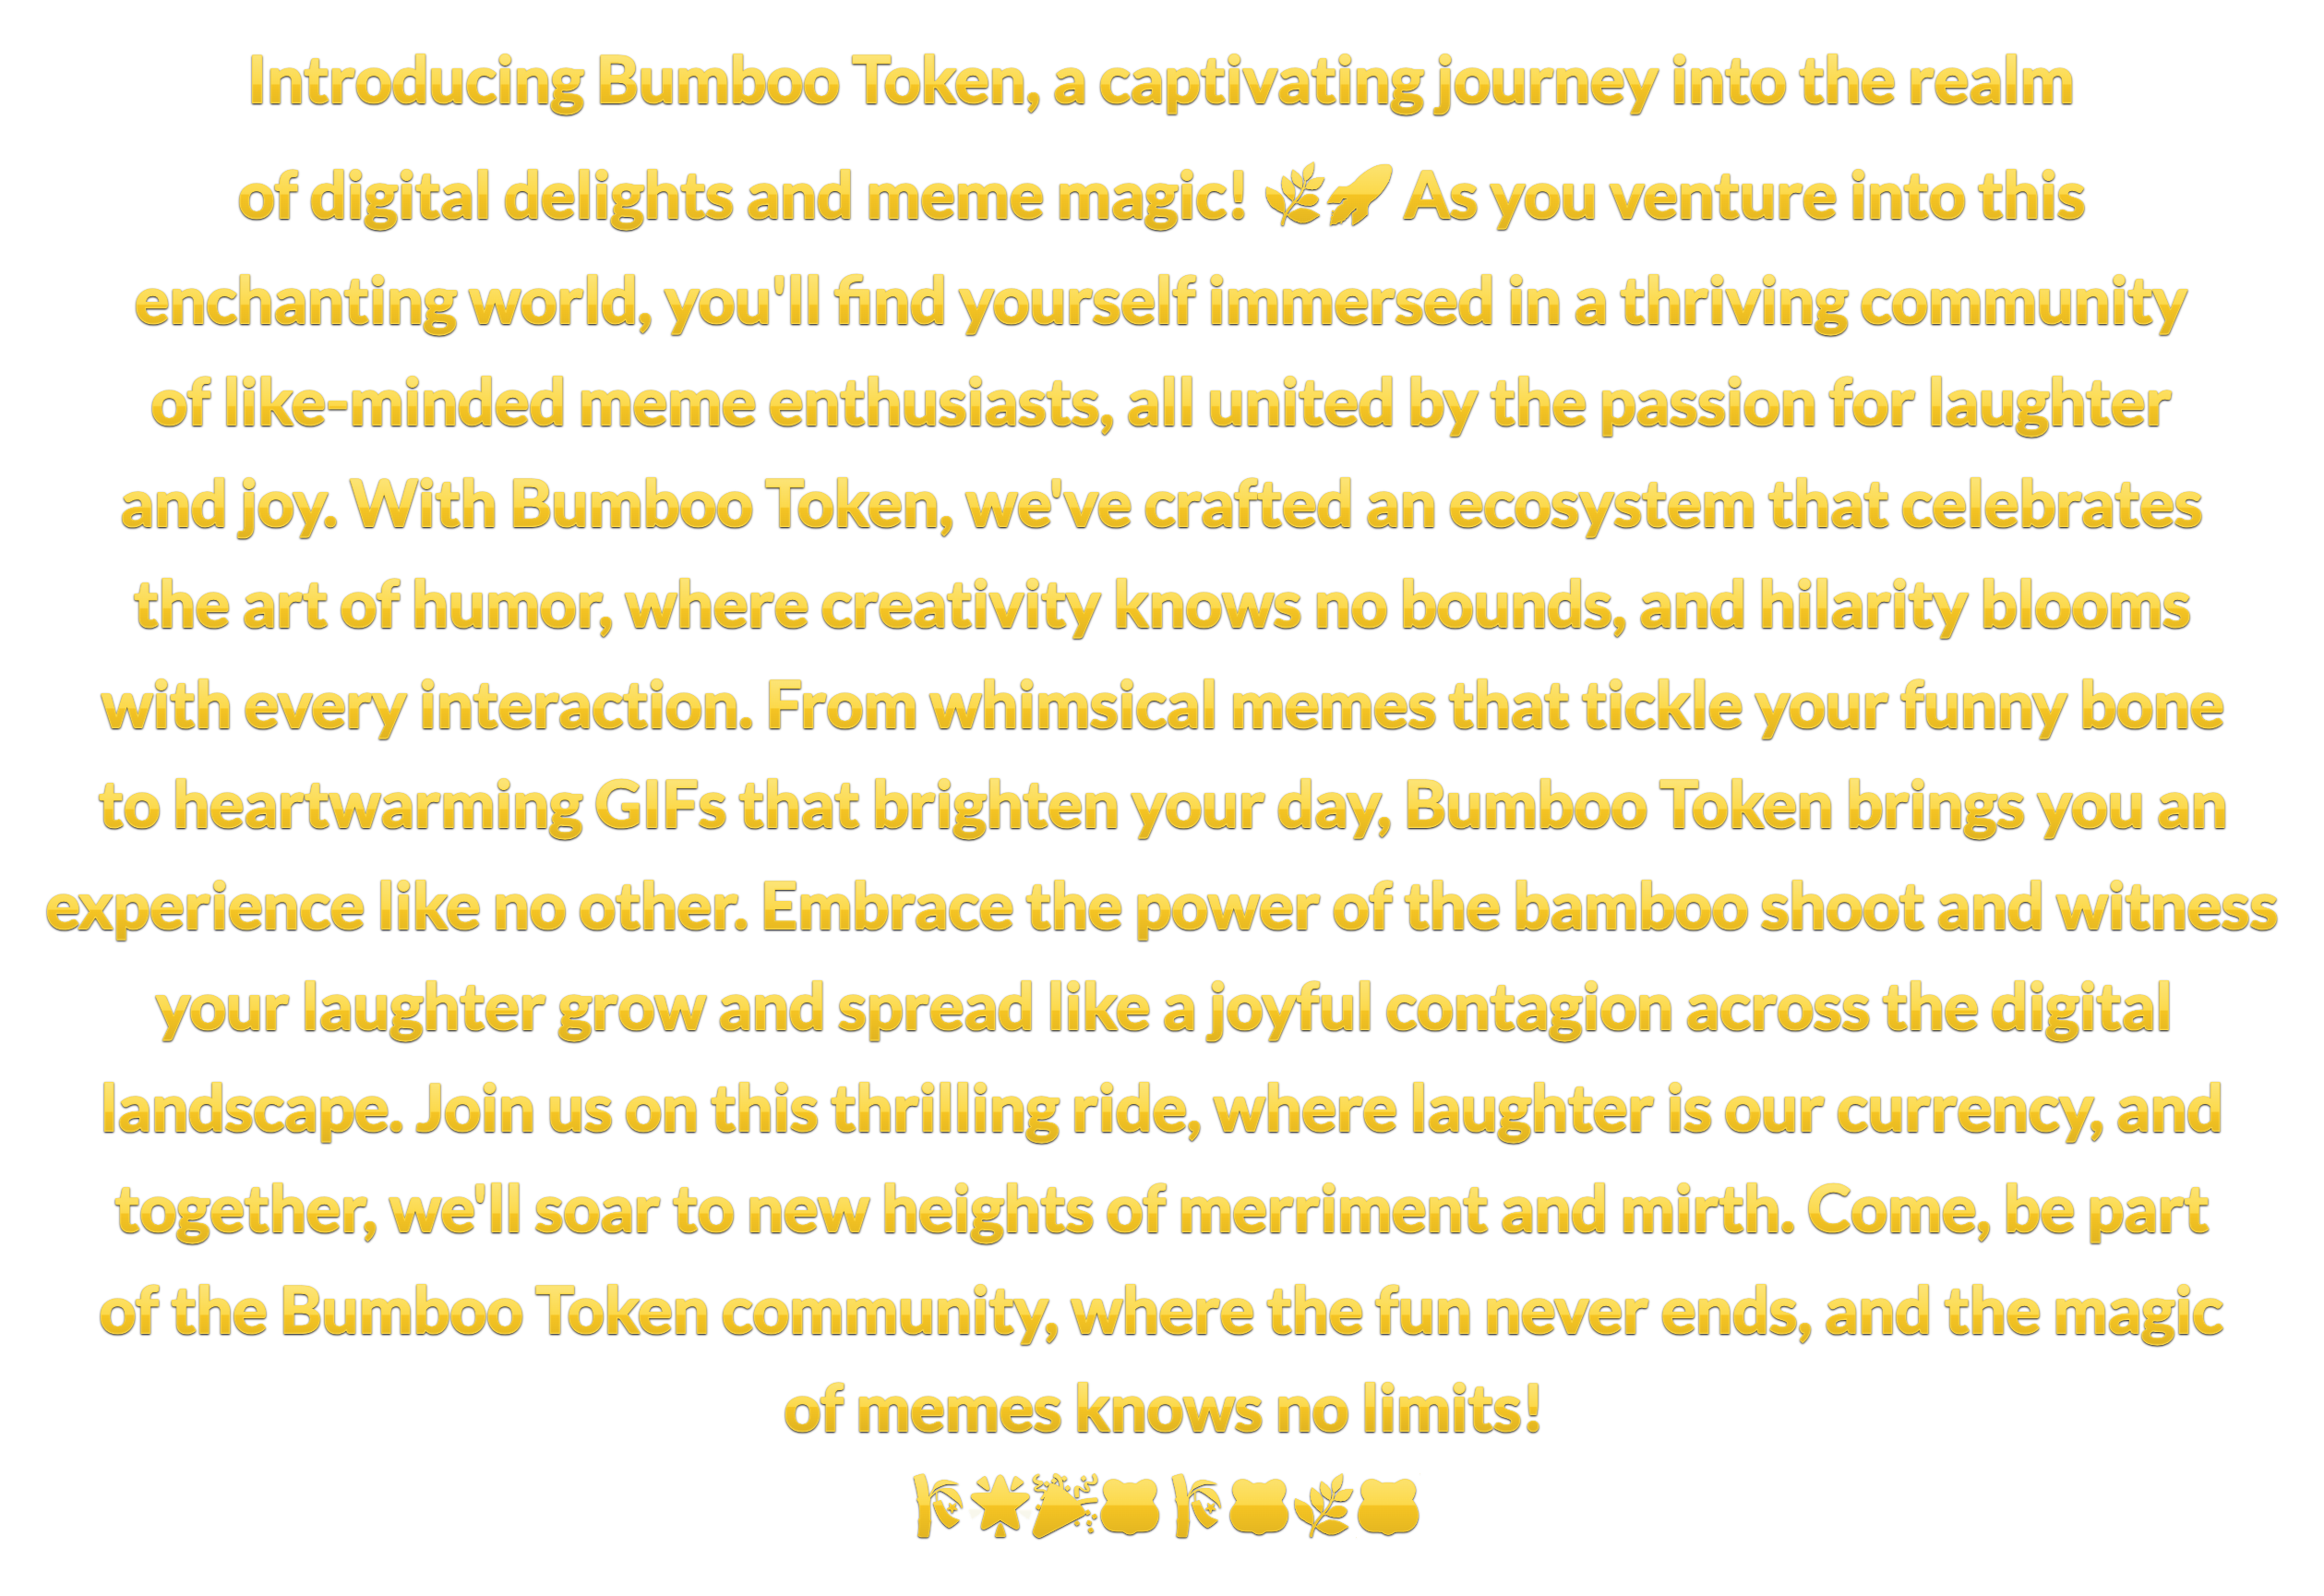 Introducing Bumboo Token, a captivating journey into the realm
of digital delights and meme magic! 🌿🚀 As you venture into this
enchanting world, you'll find yourself immersed in a thriving community
of like-minded meme enthusiasts, all united by the passion for laughter
and joy. With Bumboo Token, we've crafted an ecosystem that celebrates
the art of humor, where creativity knows no bounds, and hilarity blooms
with every interaction. From whimsical memes that tickle your funny bone
to heartwarming GIFs that brighten your day, Bumboo Token brings you an
experience like no other. Embrace the power of the bamboo shoot and witness
your laughter grow and spread like a joyful contagion across the digital
landscape. Join us on this thrilling ride, where laughter is our currency, and
together, we'll soar to new heights of merriment and mirth. Come, be part
of the Bumboo Token community, where the fun never ends, and the magic
of memes knows no limits!
🎋🌟🎉🐼🎋🐼🌿🐼